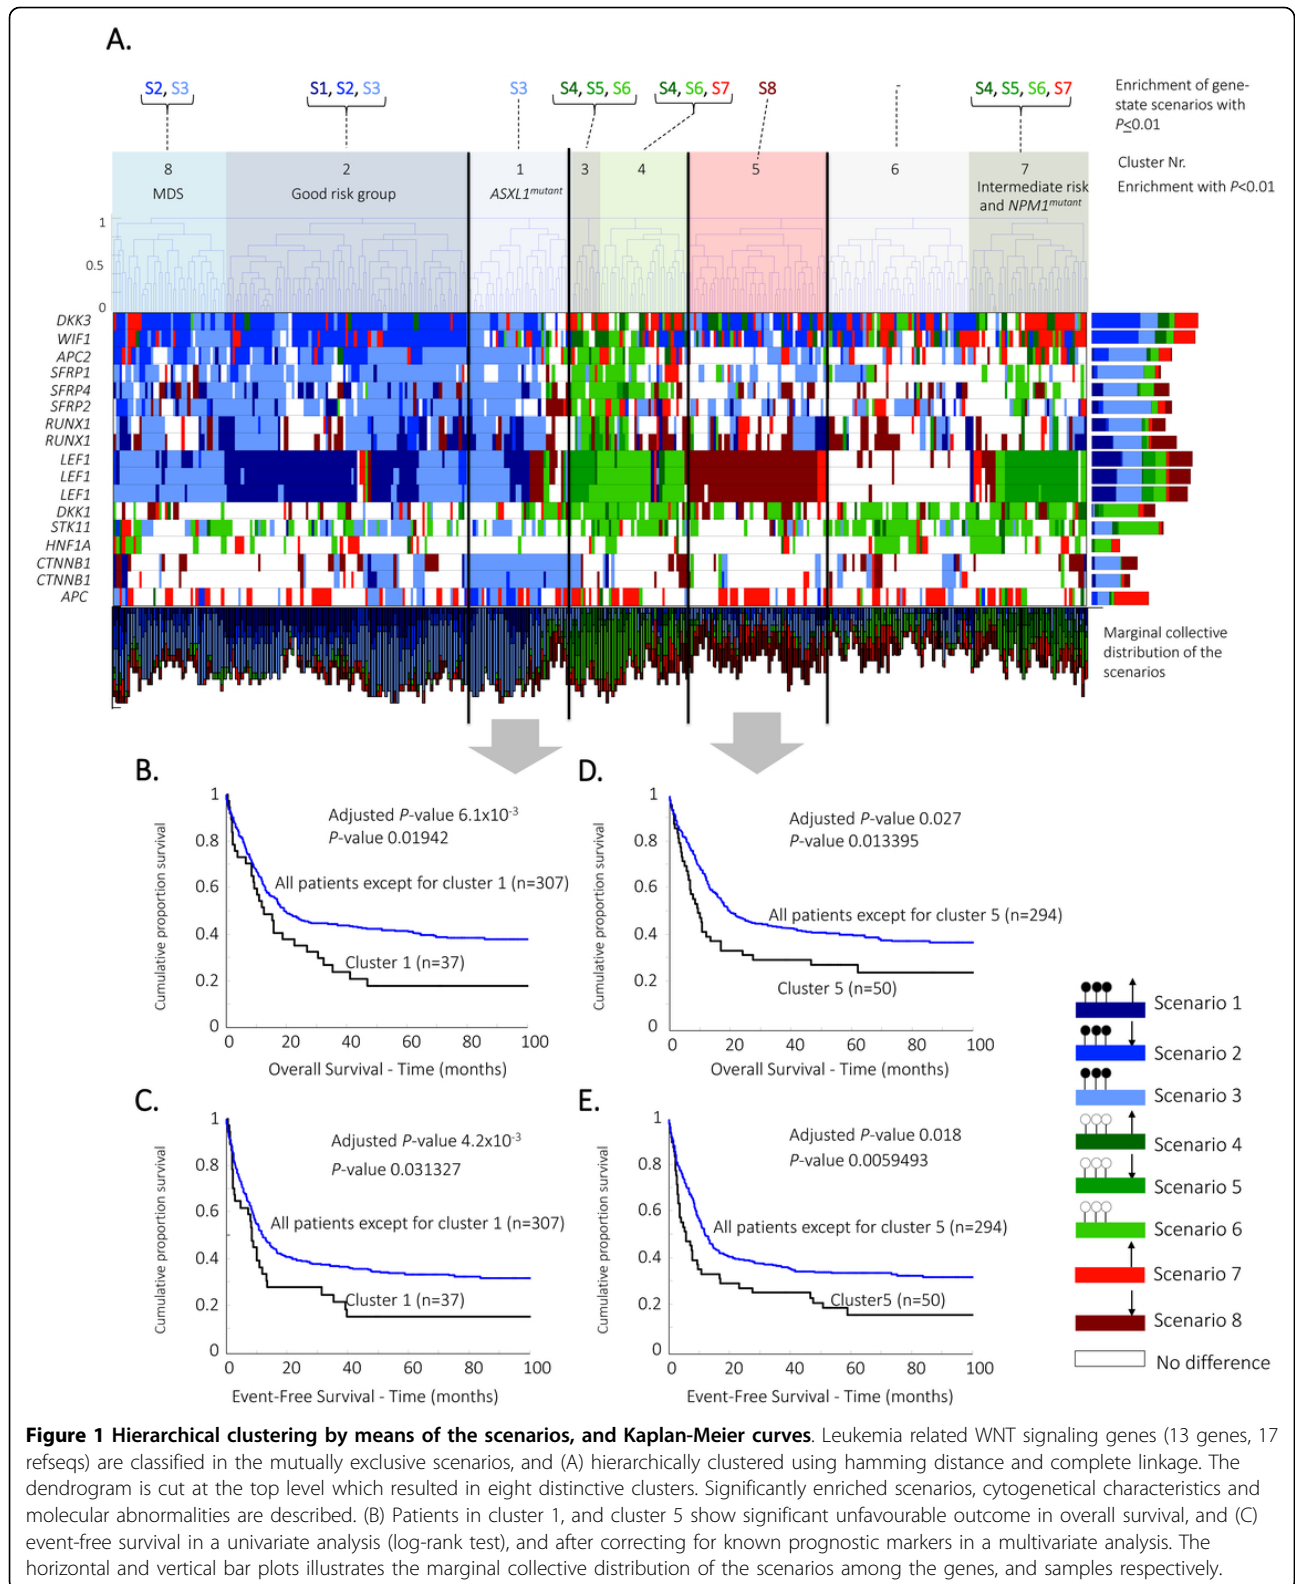 A.
S2, S3
S1, S2, S3
S3
S4, S5, S6
S4, S6, S7
S8
-
S4, S5, S6, S7
Enrichment of gene-
state scenarios with
P≤0.01
8
2
1
3
4
5
6
7
Cluster Nr.
MDS
Good risk group
ASXL1mutant
Intermediate risk
and NPM1mutant
Enrichment with P<0.01
1
0.5
0
DKK3
WIF1
APC2
SFRP1
SFRP4
SFRP2
RUNX1
RUNX1
LEF1
LEF1
LEF1
DKK1
STK11
HNF1A
CTNNB1
CTNNB1
APC
Marginal collective
distribution of the
scenarios
B.
Cumulative proportion survival
1
0.8
0.6
0.4
0.2
0
Adjusted P-value 6.1x10-3
P-value 0.01942
All patients except for cluster 1 (n=307)
Cluster 1 (n=37)
0 20 40 60 80 100
Overall Survival - Time (months)
D.
Cumulative proportion survival
1
0.8
0.6
0.4
0.2
0
Adjusted P-value 0.027
P-value 0.013395
All patients except for cluster 5 (n=294)
Cluster 5 (n=50)
0 20 40 60 80 100
Overall Survival - Time (months)
C.
Cumulative proportion survival
1
0.8
0.6
0.4
0.2
0
Adjusted P-value 4.2x10-3
P-value 0.031327
All patients except for cluster 1 (n=307)
Cluster 1 (n=37)
0 20 40 60 80 100
Event-Free Survival - Time (months)
E.
Cumulative proportion survival
1
0.8
0.6
0.4
0.2
0
Adjusted P-value 0.018
P-value 0.0059493
All patients except for cluster 5 (n=294)
Cluster5 (n=50)
0 20 40 60 80 100
Event-Free Survival - Time (months)
Scenario 1
Scenario 2
Scenario 3
Scenario 4
Scenario 5
Scenario 6
Scenario 7
Scenario 8
No difference
Figure 1 Hierarchical clustering by means of the scenarios, and Kaplan-Meier curves. Leukemia related WNT signaling genes (13 genes, 17
refseqs) are classified in the mutually exclusive scenarios, and (A) hierarchically clustered using hamming distance and complete linkage. The
dendrogram is cut at the top level which resulted in eight distinctive clusters. Significantly enriched scenarios, cytogenetical characteristics and
molecular abnormalities are described. (B) Patients in cluster 1, and cluster 5 show significant unfavourable outcome in overall survival, and (C)
event-free survival in a univariate analysis (log-rank test), and after correcting for known prognostic markers in a multivariate analysis. The
horizontal and vertical bar plots illustrates the marginal collective distribution of the scenarios among the genes, and samples respectively.